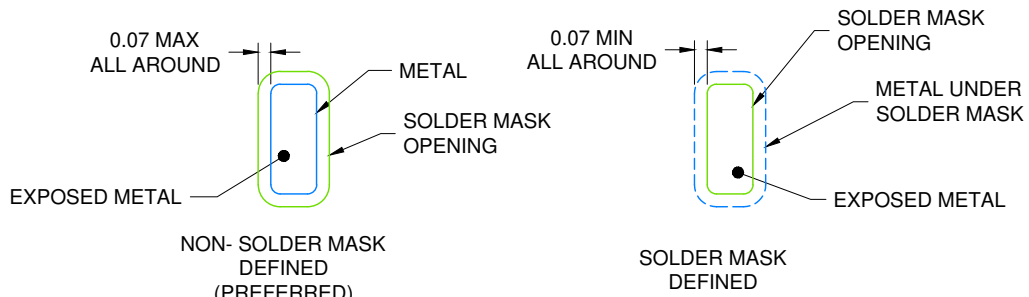 0.07 MAX
ALL AROUND
METAL
SOLDER MASK
OPENING
EXPOSED METAL
NON- SOLDER MASK
DEFINED
(PREFERRED)
0.07 MIN
ALL AROUND
SOLDER MASK
OPENING
METAL UNDER
SOLDER MASK
EXPOSED METAL
SOLDER MASK
DEFINED